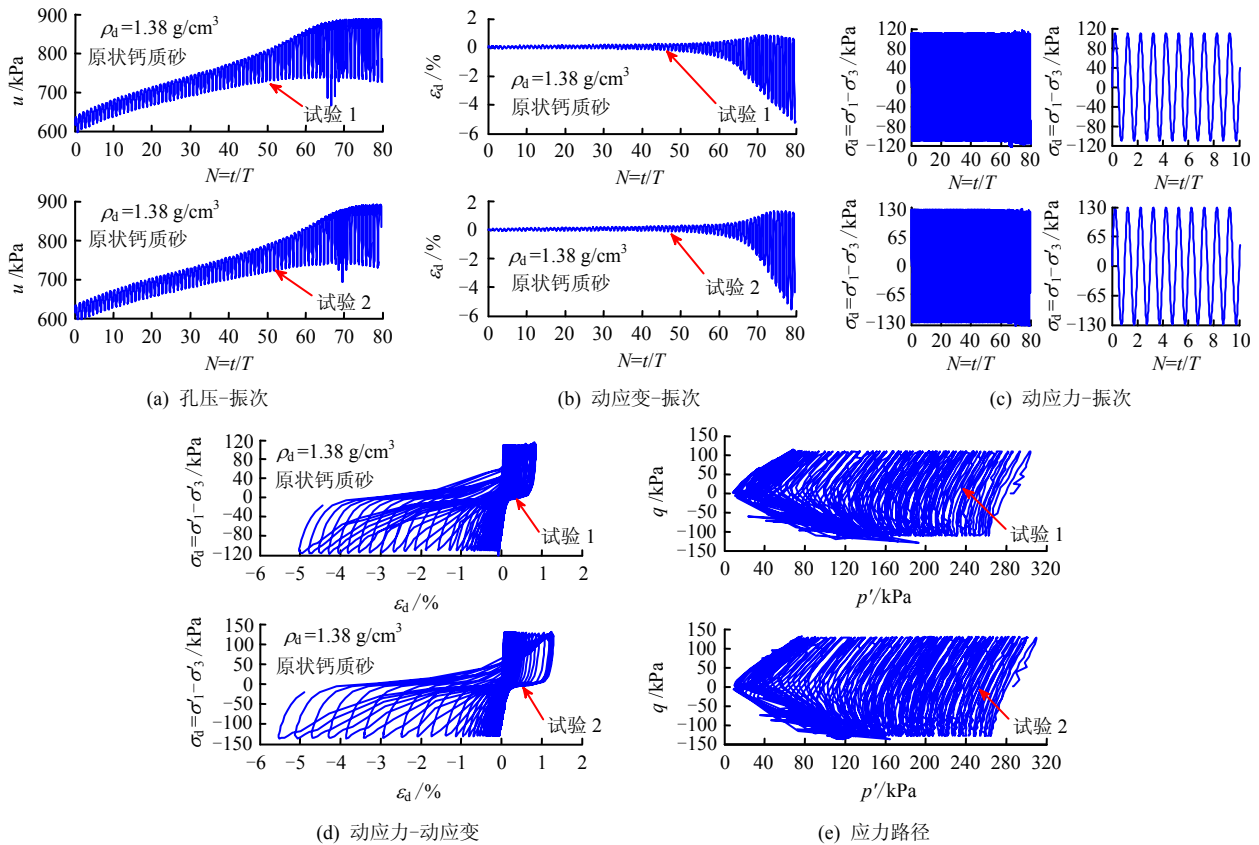 900
800
700
600
u /kPa
ρd=1.38 g/cm3
原状钙质砂
试验 1
0 10 20 30 40 50 60 70 80
N=t/T
900
800
700
600
u /kPa
ρd=1.38 g/cm3
原状钙质砂
试验 2
0 10 20 30 40 50 60 70 80
N=t/T
(a) 孔压-振次
2
0
−2
−4
−6
εd /%
ρd=1.38 g/cm3
原状钙质砂
试验 1
0 10 20 30 40 50 60 70 80
N=t/T
2
0
−2
−4
−6
εd /%
ρd=1.38 g/cm3
原状钙质砂
试验 2
0 10 20 30 40 50 60 70 80
N=t/T
(b) 动应变-振次
120
80
40
0
−40
−80
−120
σd=σ′1−σ′3 /kPa
0 20 40 60 80
N=t/T
120
80
40
0
−40
−80
−120
σd=σ′1−σ′3 /kPa
0 2 4 6 8 10
N=t/T
130
65
0
−65
−130
σd=σ′1−σ′3 /kPa
0 20 40 60 80
N=t/T
130
65
0
−65
−130
σd=σ′1−σ′3 /kPa
0 2 4 6 8 10
N=t/T
(c) 动应力-振次
120
80
40
0
−40
−80
−120
σd=σ′1−σ′3 /kPa
ρd=1.38 g/cm3
原状钙质砂
试验 1
−6 −5 −4 −3 −2 −1 0 1 2
εd /%
150
100
50
0
−50
−100
−150
σd=σ′1−σ′3 /kPa
ρd=1.38 g/cm3
原状钙质砂
试验 2
−6 −5 −4 −3 −2 −1 0 1 2
εd /%
(d) 动应力-动应变
150
100
50
0
−50
−100
−150
q /kPa
试验 1
0 40 80 120 160 200 240 280 320
p′/kPa
150
100
50
0
−50
−100
−150
q /kPa
试验 2
0 40 80 120 160 200 240 280 320
p′/kPa
(e) 应力路径